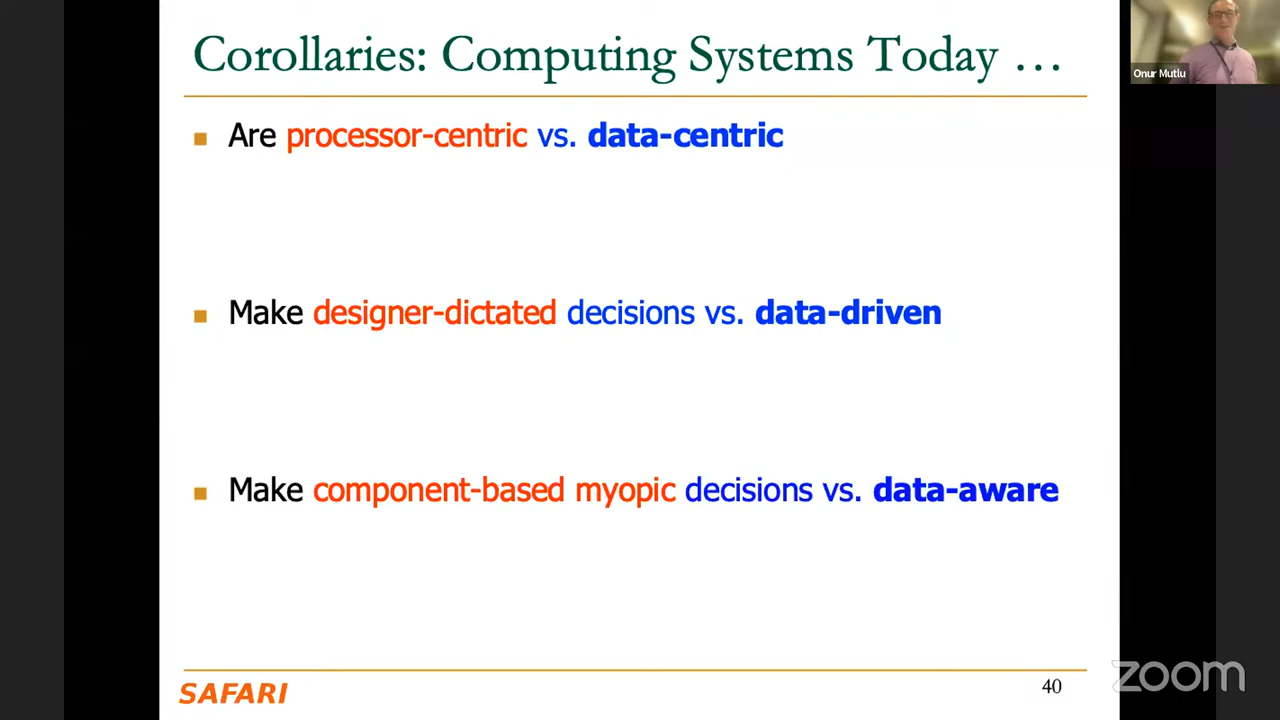 Corollaries: Computing Systems Today …
Onur Mutlu
Are processor-centric vs. data-centric
Make designer-dictated decisions vs. data-driven
Make component-based myopic decisions vs. data-aware
SAFARI
40
zoom